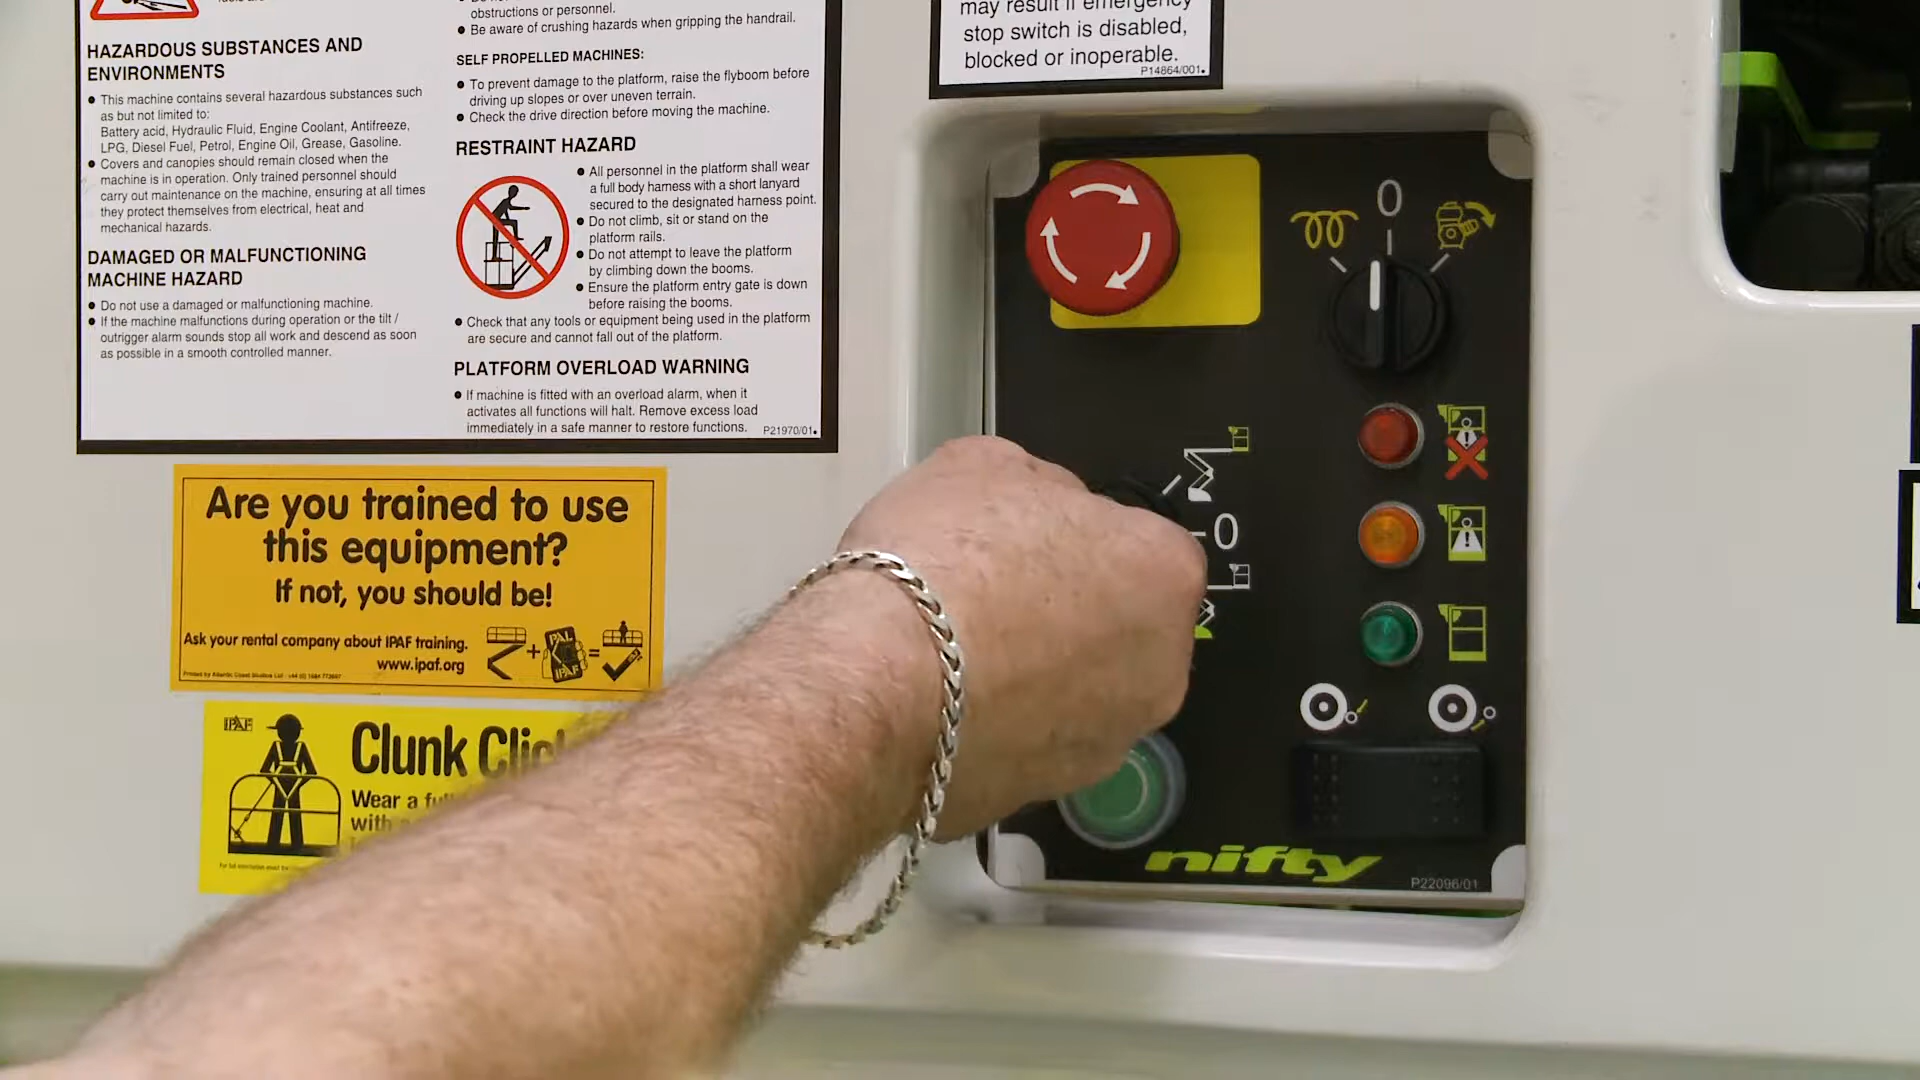 HAZARDOUS SUBSTANCES AND
ENVIRONMENTS
● This machine contains several hazardous substances such
as but not limited to:
Battery acid, Hydraulic Fluid, Engine Coolant, Antifreeze,
LPG, Diesel Fuel, Petrol, Engine Oil, Grease, Gasoline.
● Covers and canopies should remain closed when the
machine is in operation. Only trained personnel should
carry out maintenance on the machine, ensuring at all times
they protect themselves from electrical, heat and
mechanical hazards.
DAMAGED OR MALFUNCTIONING
MACHINE HAZARD
● Do not use a damaged or malfunctioning machine.
● If the machine malfunctions during operation or the tilt /
outrigger alarm sounds stop all work and descend as soon
as possible in a smooth controlled manner.
obstructions or personnel.
● Be aware of crushing hazards when gripping the handrail.
SELF PROPELLED MACHINES:
● To prevent damage to the platform, raise the flyboom before
driving up slopes or over uneven terrain.
● Check the drive direction before moving the machine.
RESTRAINT HAZARD
● All personnel in the platform shall wear
a full body harness with a short lanyard
secured to the designated harness point.
● Do not climb, sit or stand on the
platform rails.
● Do not attempt to leave the platform
by climbing down the booms.
● Ensure the platform entry gate is down
before raising the booms.
● Check that any tools or equipment being used in the platform
are secure and cannot fall out of the platform.
PLATFORM OVERLOAD WARNING
● If machine is fitted with an overload alarm, when it
activates all functions will halt. Remove excess load
immediately in a safe manner to restore functions.
P21970/01
may result if emergency
stop switch is disabled,
blocked or inoperable.
P14864/001
Are you trained to use
this equipment?
If not, you should be!
Ask your rental company about IPAF training.
www.ipaf.org
PAL
IPAF
IPAF
Clunk
Wear a
with
0
0
nifty
P22096/01